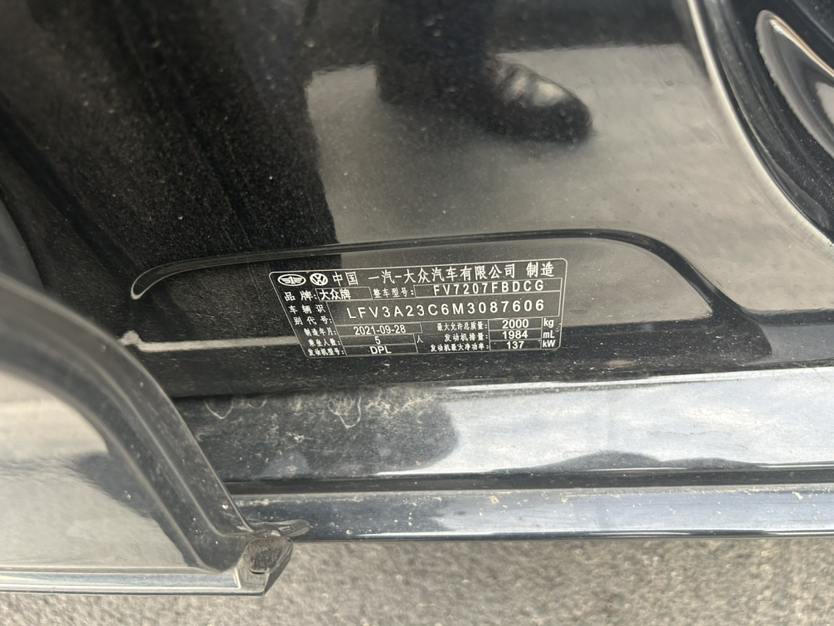 中国 一汽-大众汽车有限公司 制造
品牌: 大众牌 整车型号: FV7207FBDCG
车辆识别代号: LFV3A23C6M3087606
制造年月: 2021-09-28 最大允许总质量: 2000 kg
乘坐人数: 5 人 发动机排量: 1984 mL
发动机型号: DPL 发动机最大净功率: 137 kW